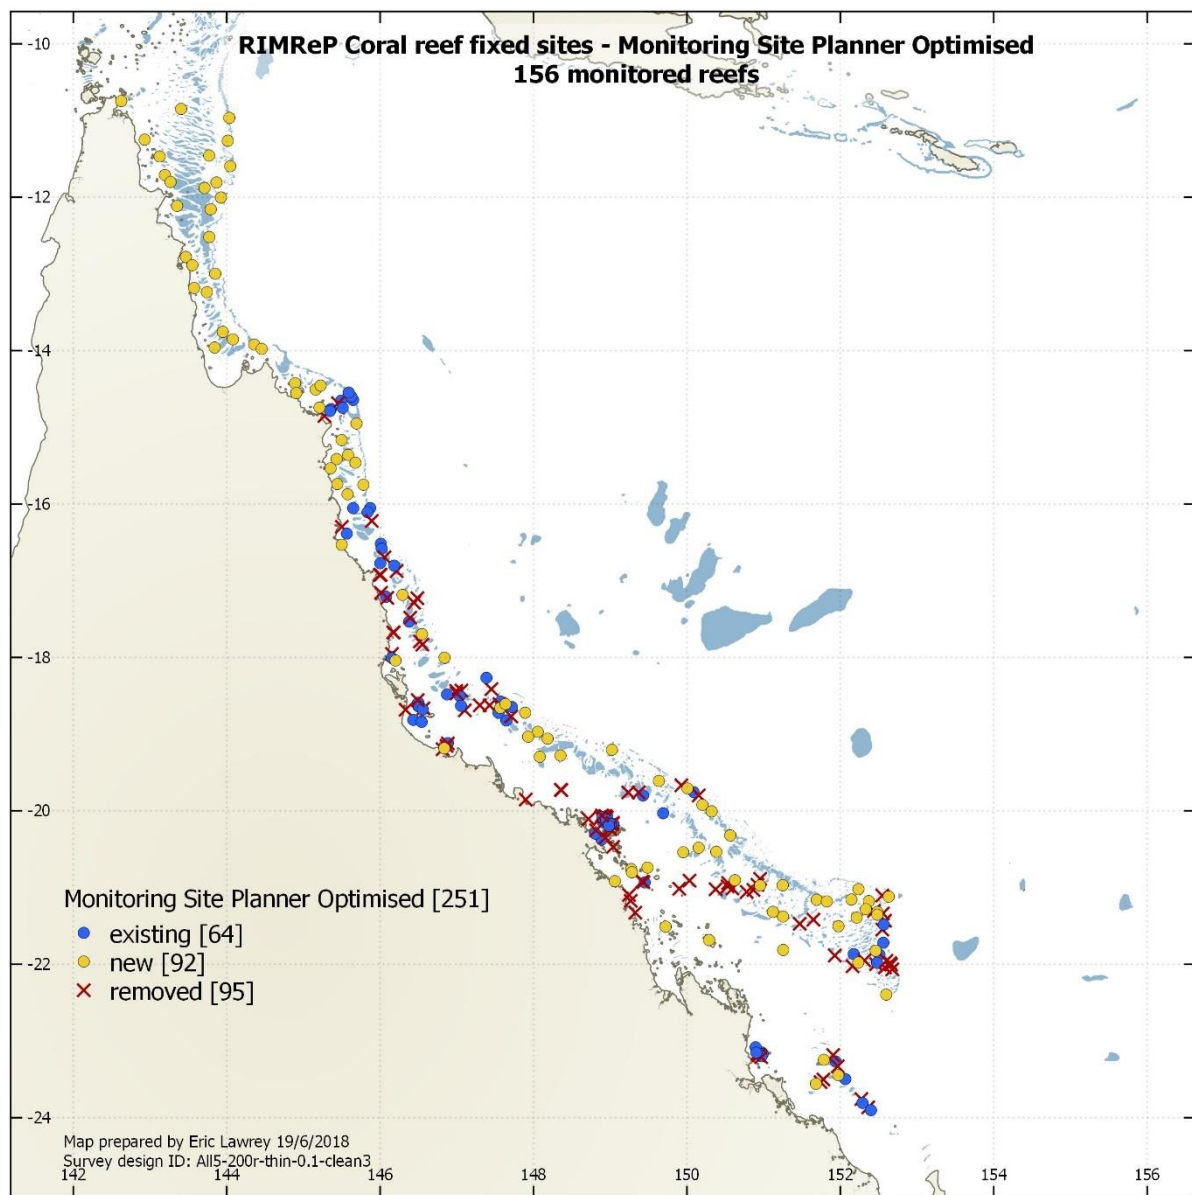 RIMReP Coral reef fixed sites - Monitoring Site Planner Optimised
156 monitored reefs
-10
-12
-14
-16
-18
-20
-22
-24
Monitoring Site Planner Optimised [251]
existing [64]
new [92]
removed [95]
Map prepared by Eric Lawrey 19/6/2018
Survey design ID: All5-200r-thin-0.1-clean3
142 144 146 148 150 152 154 156